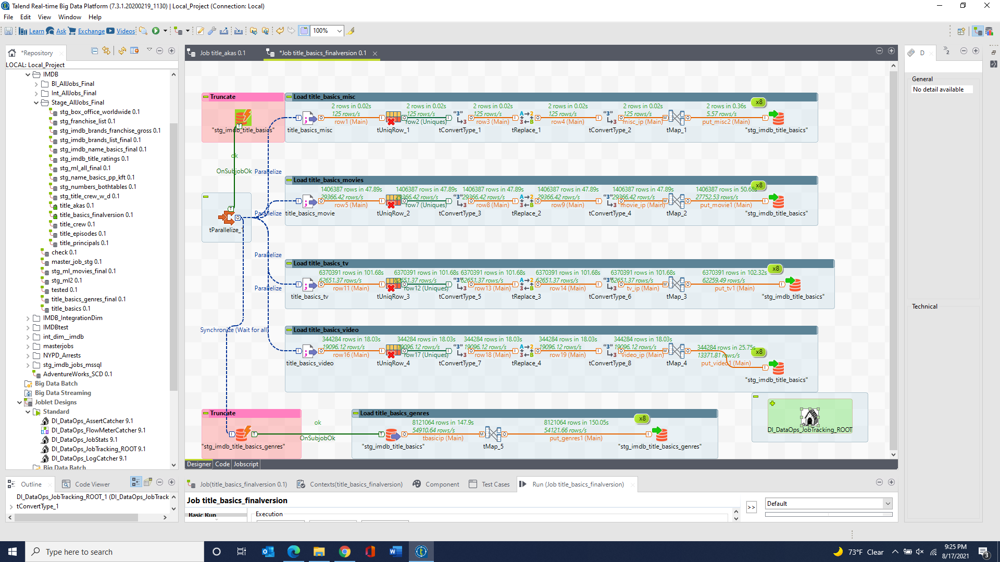 Talend Real-time Big Data Platform (7.3.1.20200219_1130) | Local_Project (Connection: Local)
File Edit View Window Help
Learn Ask Exchange Videos 100%
*Repository
LOCAL: Local_Project
IMDB
BI_AllJobs_Final
Int_AllJobs_Final
Stage_AllJobs_Final
stg_box_office_worldwide 0.1
stg_franchise_list 0.1
stg_imdb_brands_franchise_gross 0.1
stg_imdb_brands_list_final 0.1
stg_imdb_name_basics_final 0.1
stg_imdb_title_ratings 0.1
stg_ml_all_final 0.1
stg_name_basics_pp_kft 0.1
stg_numbers_bothtables 0.1
stg_title_crew_w_d 0.1
title_akas 0.1
title_basics_finalversion 0.1
title_crew 0.1
title_episodes 0.1
title_principals 0.1
check 0.1
master_job_stg 0.1
stg_ml_movies_final 0.1
stg_ml2 0.1
tested 0.1
title_basics_genres_final 0.1
title_basics 0.1
IMDB_IntegrationDim
IMDBtest
int_dim__imdb
masterjobs
NYPD_Arrests
stg_imdb_jobs_mssql
AdventureWorks_SCD 0.1
Big Data Batch
Big Data Streaming
Joblet Designs
Standard
DI_DataOps_AssertCatcher 9.1
DI_DataOps_FlowMeterCatcher 9.1
DI_DataOps_JobStats 9.1
DI_DataOps_JobTracking_ROOT 9.1
DI_DataOps_LogCatcher 9.1
Big Data Batch
Outline Code Viewer
DI_DataOps_JobTracking_ROOT_1 (DI_DataOps_JobTrack
tConvertType_1
Job title_akas 0.1 *Job title_basics_finalversion 0.1
Truncate
"stg_imdb_title_basics"
ok
OnSubjobOk
Parallelize
Parallelize
Parallelize
Parallelize
tParallelize_
Synchronize (Wait for all)
Load title_basics_misc
x8
2 rows in 0.02s 2 rows in 0.02s 2 rows in 0.02s 2 rows in 0.02s 2 rows in 0.02s 2 rows in 0.36s
125 rows/s 125 rows/s 125 rows/s 125 rows/s 125 rows/s 5.57 rows/s
row1 (Main) row2 (Uniques) row3 (Main) row4 (Main) misc_ip (Main) put_misc2 (Main)
title_basics_misc tUniqRow_1 tConvertType_1 tReplace_1 tConvertType_2 tMap_1 "stg_imdb_title_basics"
Load title_basics_movies
x8
1406387 rows in 47.89s 1406387 rows in 47.89s 1406387 rows in 47.89s 1406387 rows in 47.89s 1406387 rows in 47.89s 1406387 rows in 50.68s
29366.42 rows/s 29366.42 rows/s 29366.42 rows/s 29366.42 rows/s 29366.42 rows/s 27752.53 rows/s
row5 (Main) row7 (Uniques) row8 (Main) row9 (Main) movie_ip (Main) put_movie1 (Main)
title_basics_movie tUniqRow_2 tConvertType_3 tReplace_2 tConvertType_4 tMap_2 "stg_imdb_title_basics"
Load title_basics_tv
x8
6370391 rows in 101.68s 6370391 rows in 101.68s 6370391 rows in 101.68s 6370391 rows in 101.68s 6370391 rows in 101.68s 6370391 rows in 102.32s
62651.37 rows/s 62651.37 rows/s 62651.37 rows/s 62651.37 rows/s 62651.37 rows/s 62259.49 rows/s
row11 (Main) row12 (Uniques) row13 (Main) row14 (Main) tv_ip (Main) put_tv1 (Main)
title_basics_tv tUniqRow_3 tConvertType_5 tReplace_3 tConvertType_6 tMap_3 "stg_imdb_title_basics"
Load title_basics_video
x8
344284 rows in 18.03s 344284 rows in 18.03s 344284 rows in 18.03s 344284 rows in 18.03s 344284 rows in 18.03s 344284 rows in 25.75s
19096.12 rows/s 19096.12 rows/s 19096.12 rows/s 19096.12 rows/s 19096.12 rows/s 13371.81 rows/s
row16 (Main) row17 (Uniques) row18 (Main) row19 (Main) video_ip (Main) put_video1 (Main)
title_basics_video tUniqRow_4 tConvertType_7 tReplace_4 tConvertType_8 tMap_4 "stg_imdb_title_basics"
Truncate
"stg_imdb_title_basics_genres"
ok
OnSubjobOk
Load title_basics_genres
x8
8121064 rows in 147.9s 8121064 rows in 150.05s
54910.64 rows/s 54121.66 rows/s
tbasicip (Main) put_genres1 (Main)
"stg_imdb_title_basics" tMap_5 "stg_imdb_title_basics_genres"
DI_DataOps_JobTracking_ROOT
Designer Code Jobscript
Job(title_basics_finalversion 0.1) Contexts(title_basics_finalversion) Component Test Cases Run (Job title_basics_finalversion)
Job title_basics_finalversion
Basic Run
Execution
>>
Default
D
2
General
No detail available
Technical
Type here to search
73°F Clear
9:25 PM
8/17/2021
3